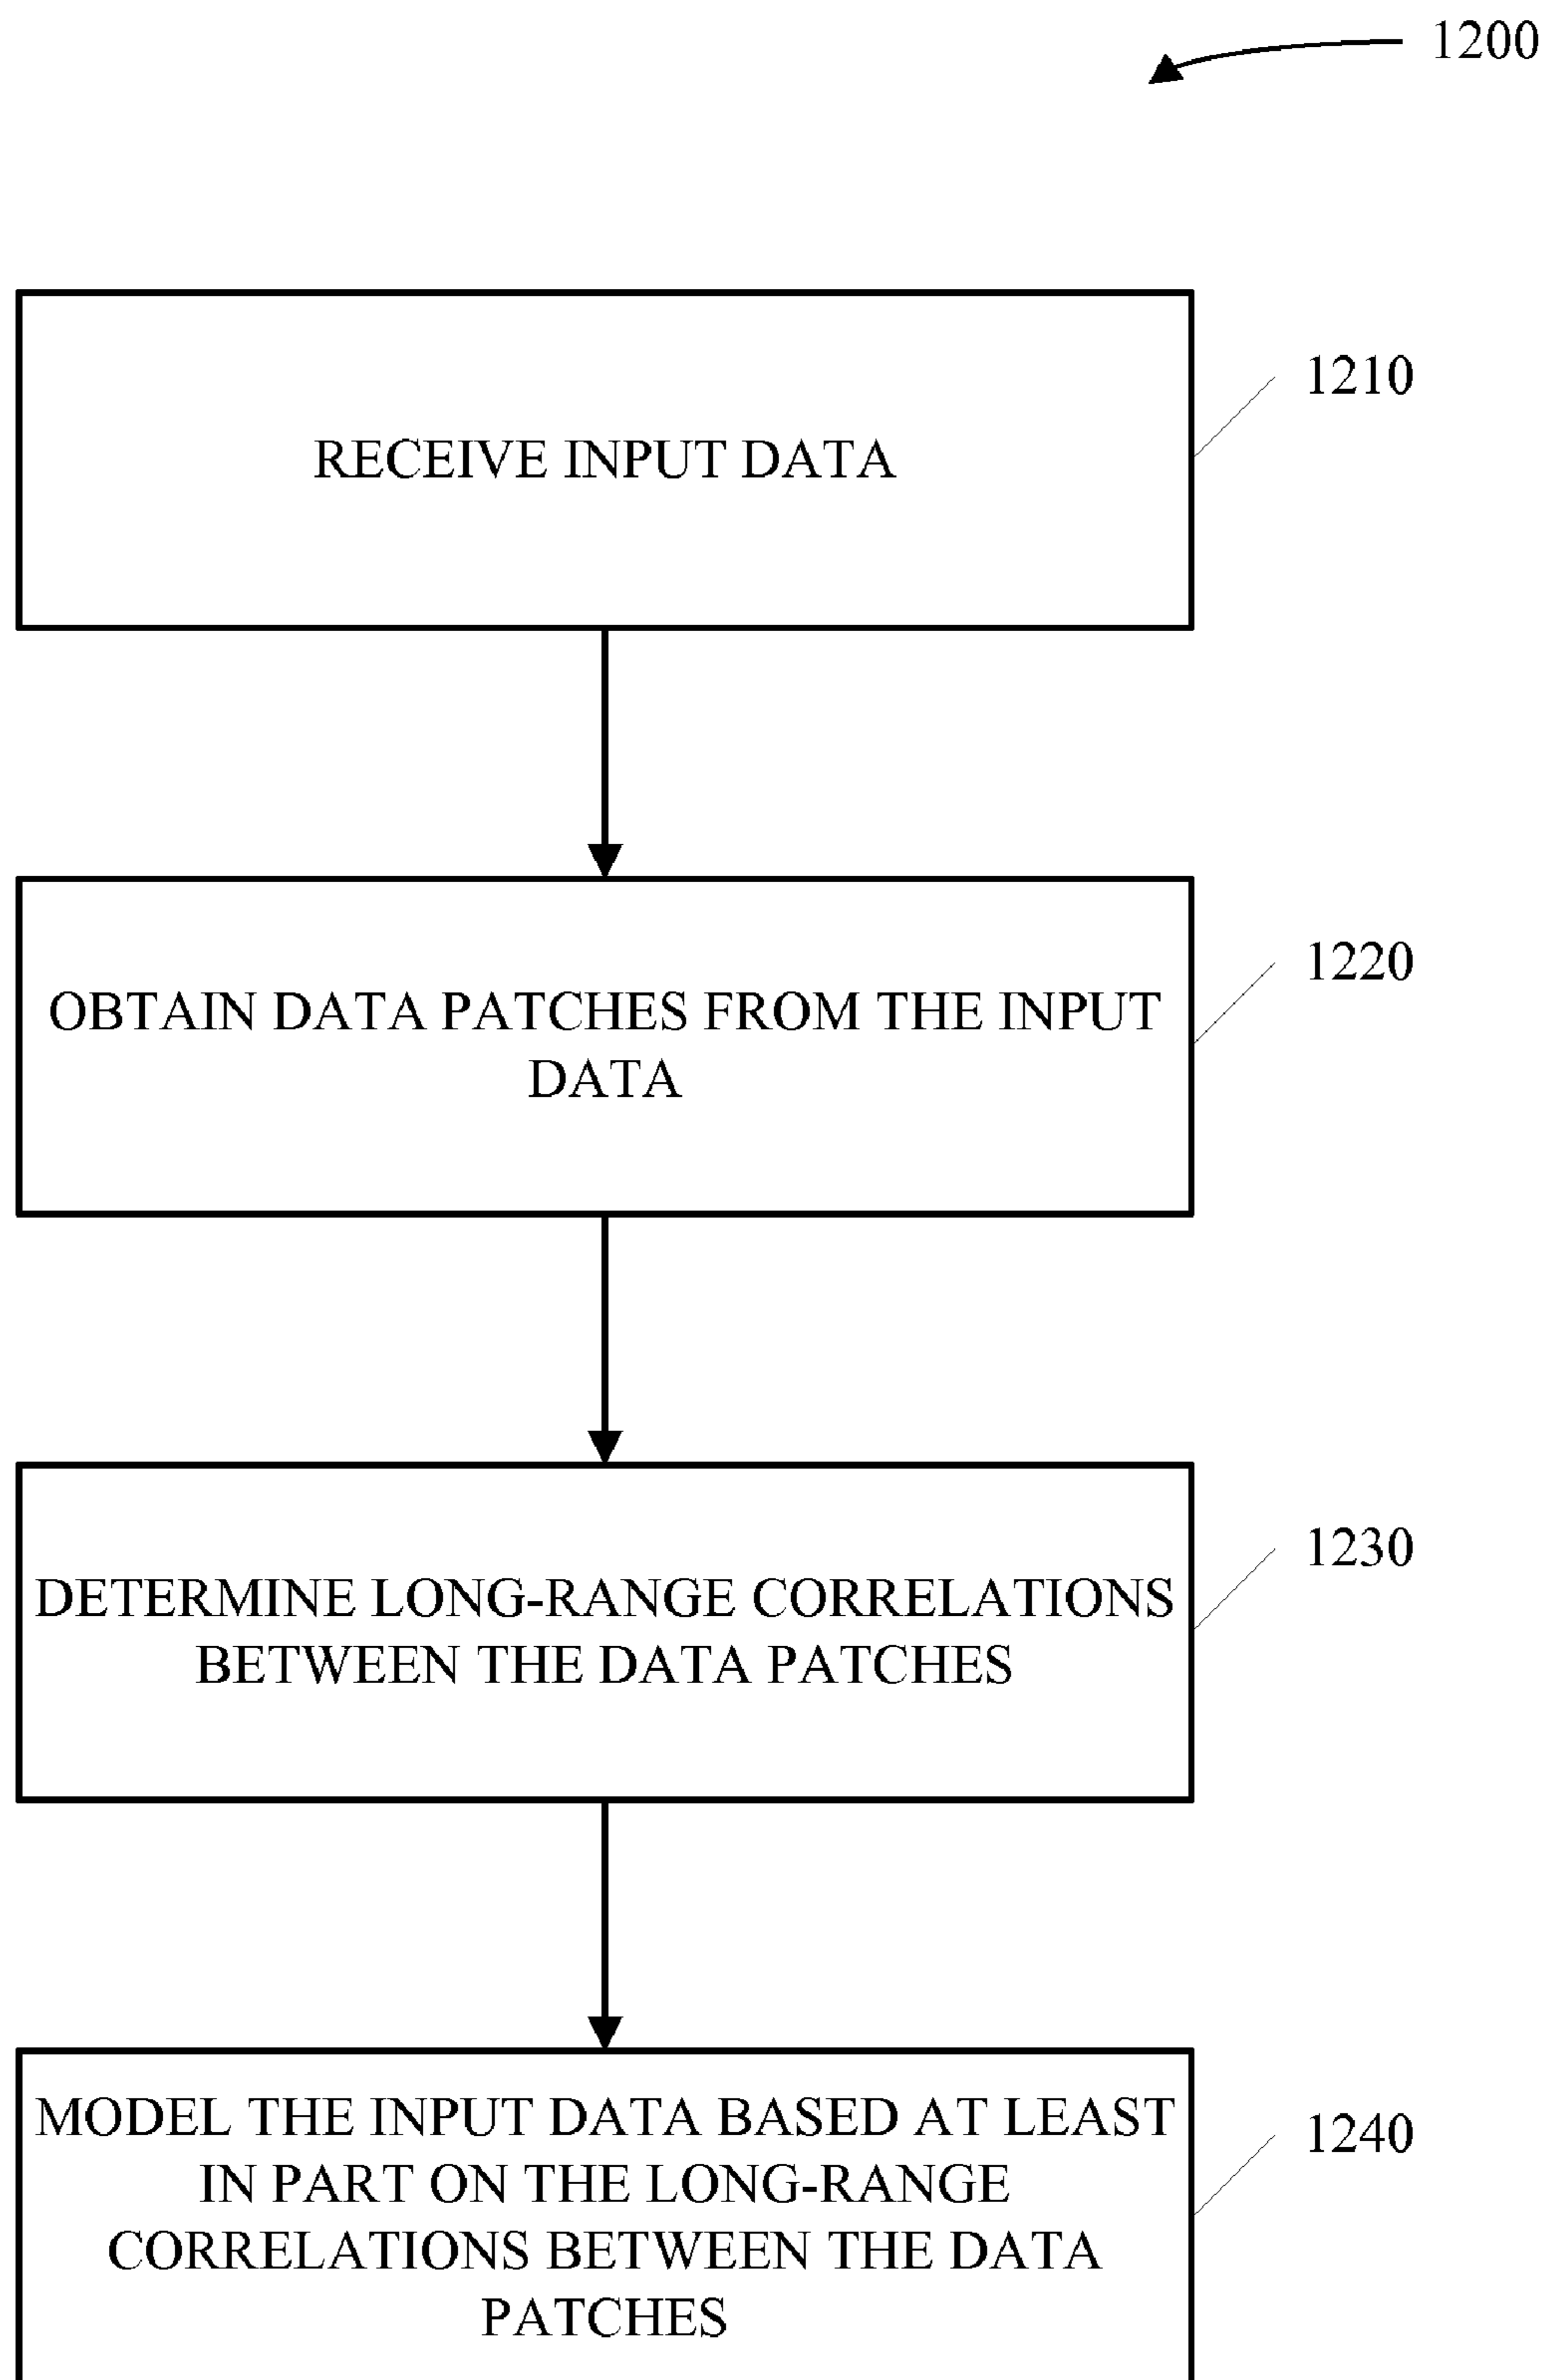 1200
RECEIVE INPUT DATA
1210
OBTAIN DATA PATCHES FROM THE INPUT
DATA
1220
DETERMINE LONG-RANGE CORRELATIONS
BETWEEN THE DATA PATCHES
1230
MODEL THE INPUT DATA BASED AT LEAST
IN PART ON THE LONG-RANGE
CORRELATIONS BETWEEN THE DATA
PATCHES
1240